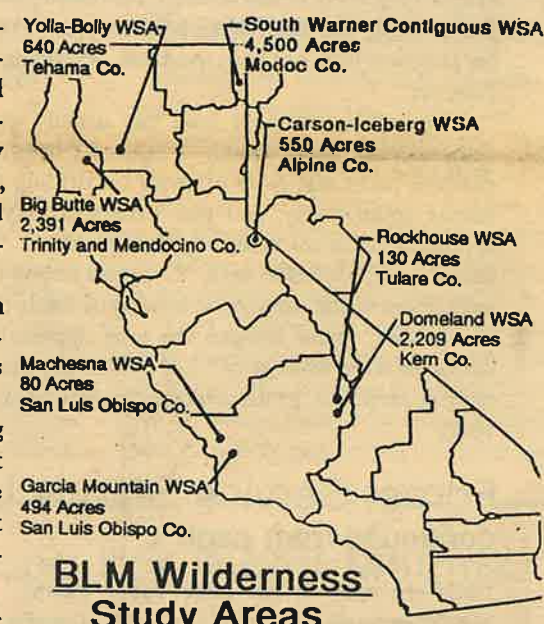 Yolla-Bolly WSA
640 Acres
Tehama Co.
South Warner Contiguous WSA
4,500 Acres
Modoc Co.
Carson-Iceberg WSA
550 Acres
Alpine Co.
Big Butte WSA
2,391 Acres
Trinity and Mendocino Co.
Rockhouse WSA
130 Acres
Tulare Co.
Domeland WSA
2,209 Acres
Kern Co.
Machesna WSA
80 Acres
San Luis Obispo Co.
Garcia Mountain WSA
494 Acres
San Luis Obispo Co.
BLM Wilderness
Study Areas